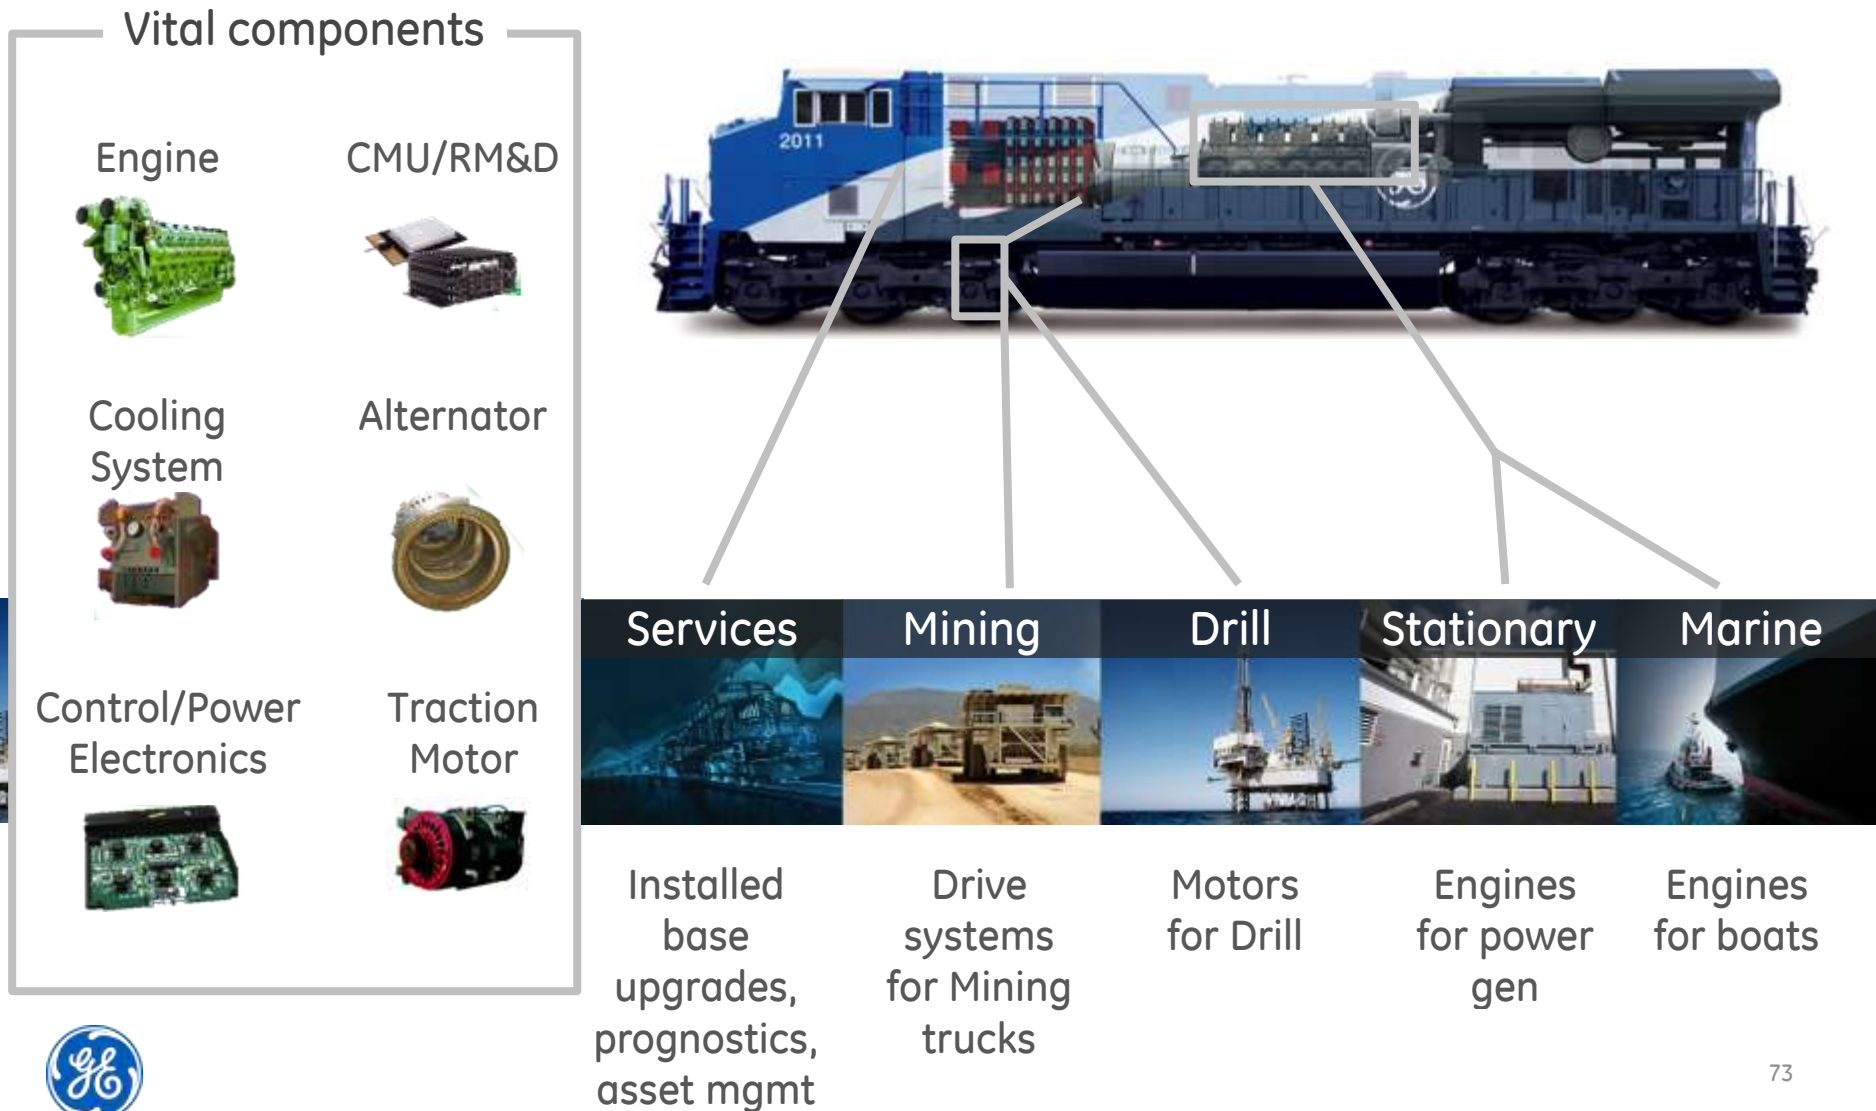 Vital components
Engine
CMU/RM&D
Cooling
System
Alternator
Control/Power
Electronics
Traction
Motor
2011
GE
Services
Mining
Drill
Stationary
Marine
Installed
base
upgrades,
prognostics,
asset mgmt
Drive
systems
for Mining
trucks
Motors
for Drill
Engines
for power
gen
Engines
for boats
GE
73